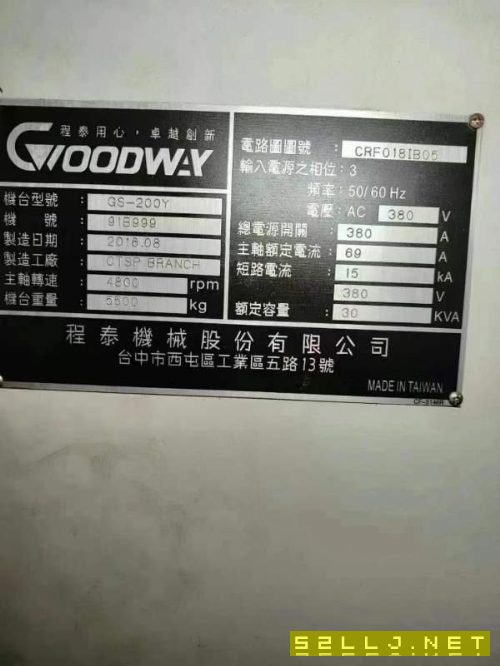 程泰用心，卓越創新
GOODWAY
機台型號： GS-200Y
機　　號： 91B999
製造日期： 2018.08
製造工廠： CTSP BRANCH
主軸轉速： 4800 rpm
機台重量： 5500 kg
電路圖圖號： CRF018IB05
輸入電源之相位：3
頻率：50/60 Hz
電壓：AC 380 V
總電源開關： 380 A
主軸額定電流： 69 A
短路電流： 15 kA
380 V
額定容量： 30 KVA
程泰機械股份有限公司
台中市西屯區工業區五路13號
MADE IN TAIWAN
52LLJ.NET